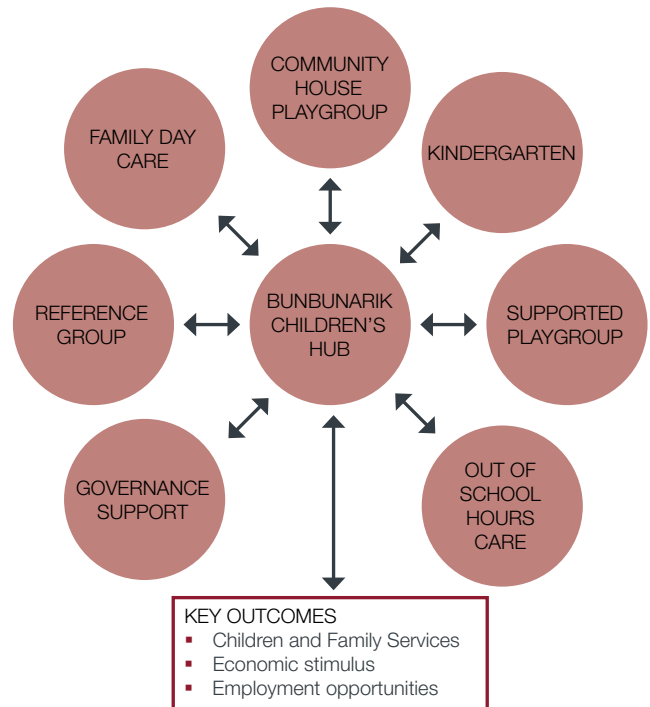 COMMUNITY
HOUSE
PLAYGROUP
FAMILY DAY
CARE
KINDERGARTEN
REFERENCE
GROUP
BUNBUNARIK
CHILDREN’S
HUB
SUPPORTED
PLAYGROUP
GOVERNANCE
SUPPORT
OUT OF
SCHOOL
HOURS
CARE
KEY OUTCOMES
▪ Children and Family Services
▪ Economic stimulus
▪ Employment opportunities